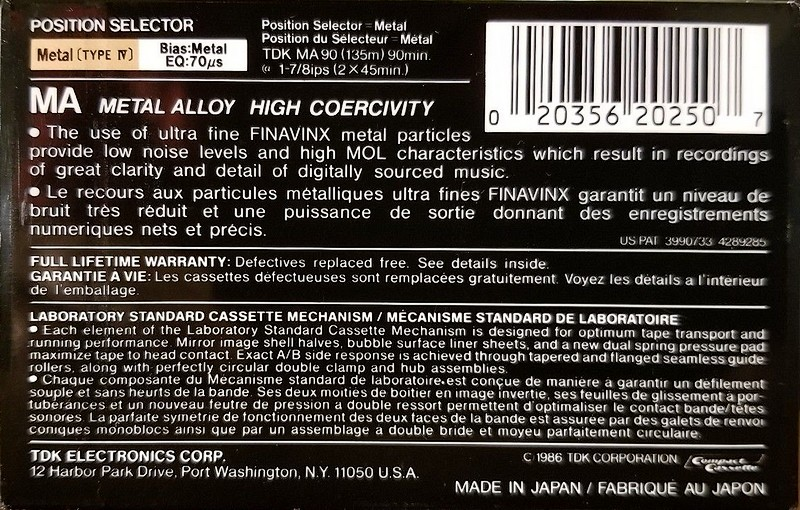 POSITION SELECTOR
Metal (TYPE IV) Bias:Metal
EQ:70µs
Position Selector = Metal
Position du Sélecteur = Métal
TDK MA90 (135m) 90min.
@ 1-7/8ips (2×45min.)
0 20356 20250 7
MA METAL ALLOY HIGH COERCIVITY
● The use of ultra fine FINAVINX metal particles
provide low noise levels and high MOL characteristics which result in recordings
of great clarity and detail of digitally sourced music.
● Le recours aux particules métalliques ultra fines FINAVINX garantit un niveau de
bruit très réduit et une puissance de sortie donnant des enregistrements
numeriques nets et précis.
US PAT 3990733 4289285
FULL LIFETIME WARRANTY: Defectives replaced free. See details inside.
GARANTIE À VIE: Les cassettes défectueuses sont remplacées gratuitement. Voyez les détails a l'intérieur
de l'emballage.
LABORATORY STANDARD CASSETTE MECHANISM / MÉCANISME STANDARD DE LABORATOIRE
● Each element of the Laboratory Standard Cassette Mechanism is designed for optimum tape transport and
running performance. Mirror image shell halves, bubble surface liner sheets, and a new dual spring pressure pad
maximize tape to head contact. Exact A/B side response is achieved through tapered and flanged seamless guide
rollers, along with perfectly circular double clamp and hub assemblies.
● Chaque composante du Mécanisme standard de laboratoire est conçue de manière à garantir un défilement
souple et sans heurts de la bande. Ses deux moitiés de boîtier en image invertie, ses feuilles de glissement à por-
tubérances et un nouveau feutre de pression a double ressort permettent d'optimaliser le contact bande/têtes
sonores. La parfaite symetrie de fonctionnement des deux faces de la bande est assurée par des galets de renvoi
coniques monoblocs ainsi que par un assemblage a double bride et moyeu parfaitement circulaire.
TDK ELECTRONICS CORP.
12 Harbor Park Drive, Port Washington, N.Y. 11050 U.S.A.
© 1986 TDK CORPORATION Compact Cassette
MADE IN JAPAN / FABRIQUÉ AU JAPON